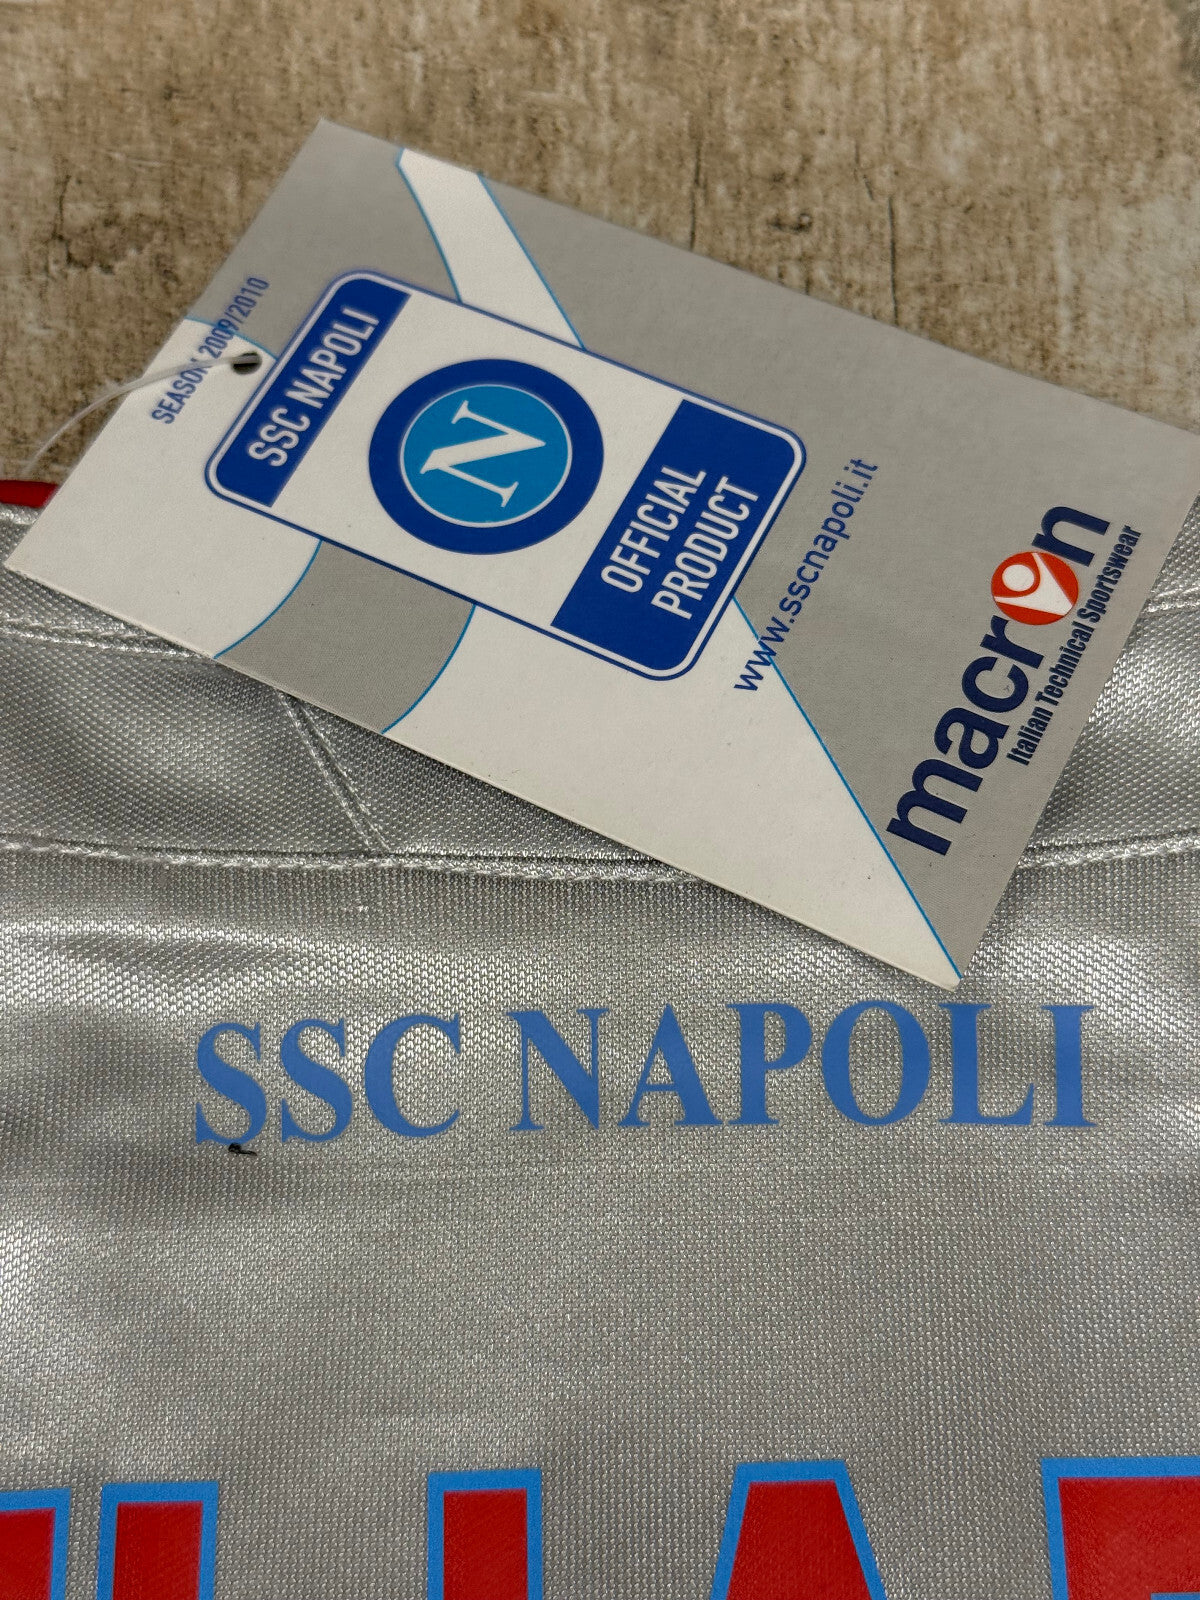 SEASON 2009/2010
SSC NAPOLI
N
OFFICIAL
PRODUCT
www.sscnapoli.it
macron
Italian Technical Sportswear
SSC NAPOLI